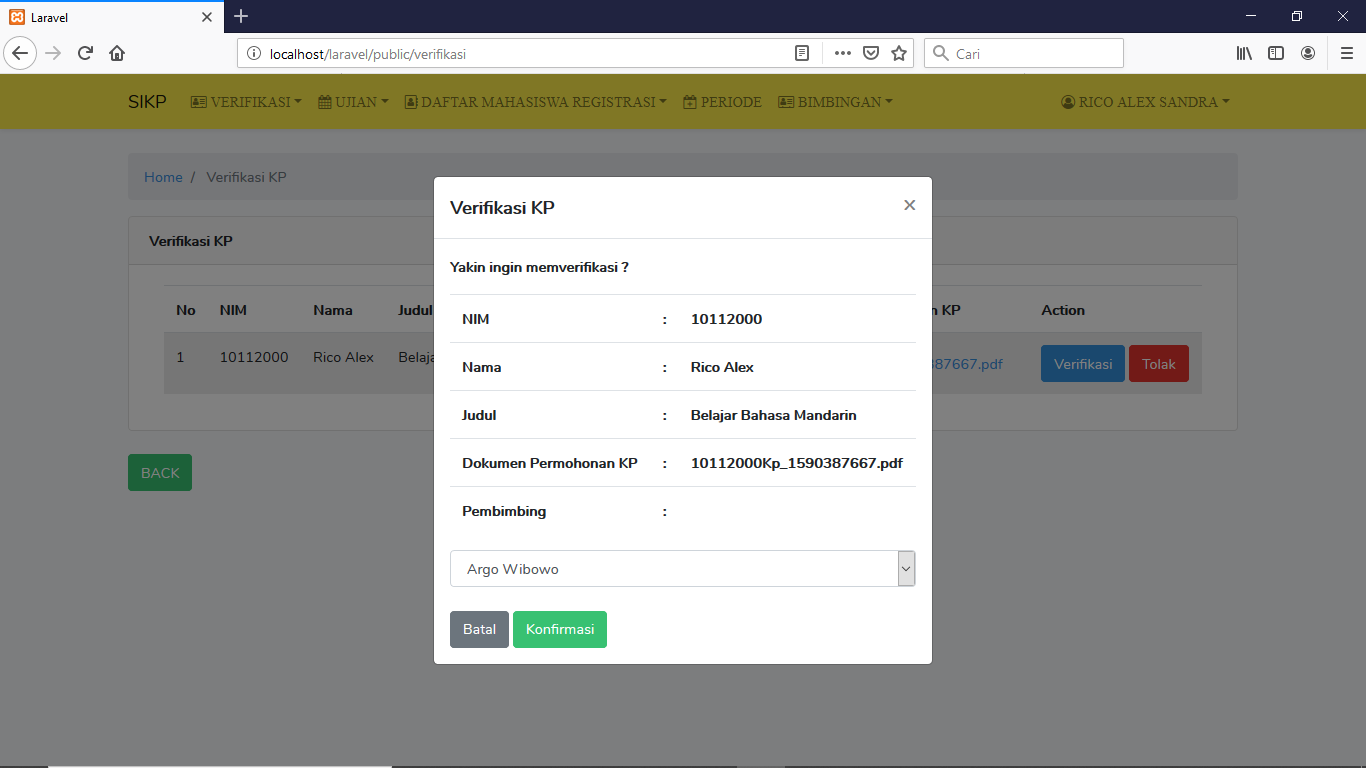 Laravel
localhost/laravel/public/verifikasi
Cari
SIKP VERIFIKASI UJIAN DAFTAR MAHASISWA REGISTRASI PERIODE BIMBINGAN RICO ALEX SANDRA
Home / Verifikasi KP
Verifikasi KP
No NIM Nama Judul KP Action
1 10112000 Rico Alex 387667.pdf Verifikasi Tolak
BACK
Verifikasi KP ×
Yakin ingin memverifikasi ?
NIM : 10112000
Nama : Rico Alex
Judul : Belajar Bahasa Mandarin
Dokumen Permohonan KP : 10112000Kp_1590387667.pdf
Pembimbing :
Argo Wibowo
Batal Konfirmasi